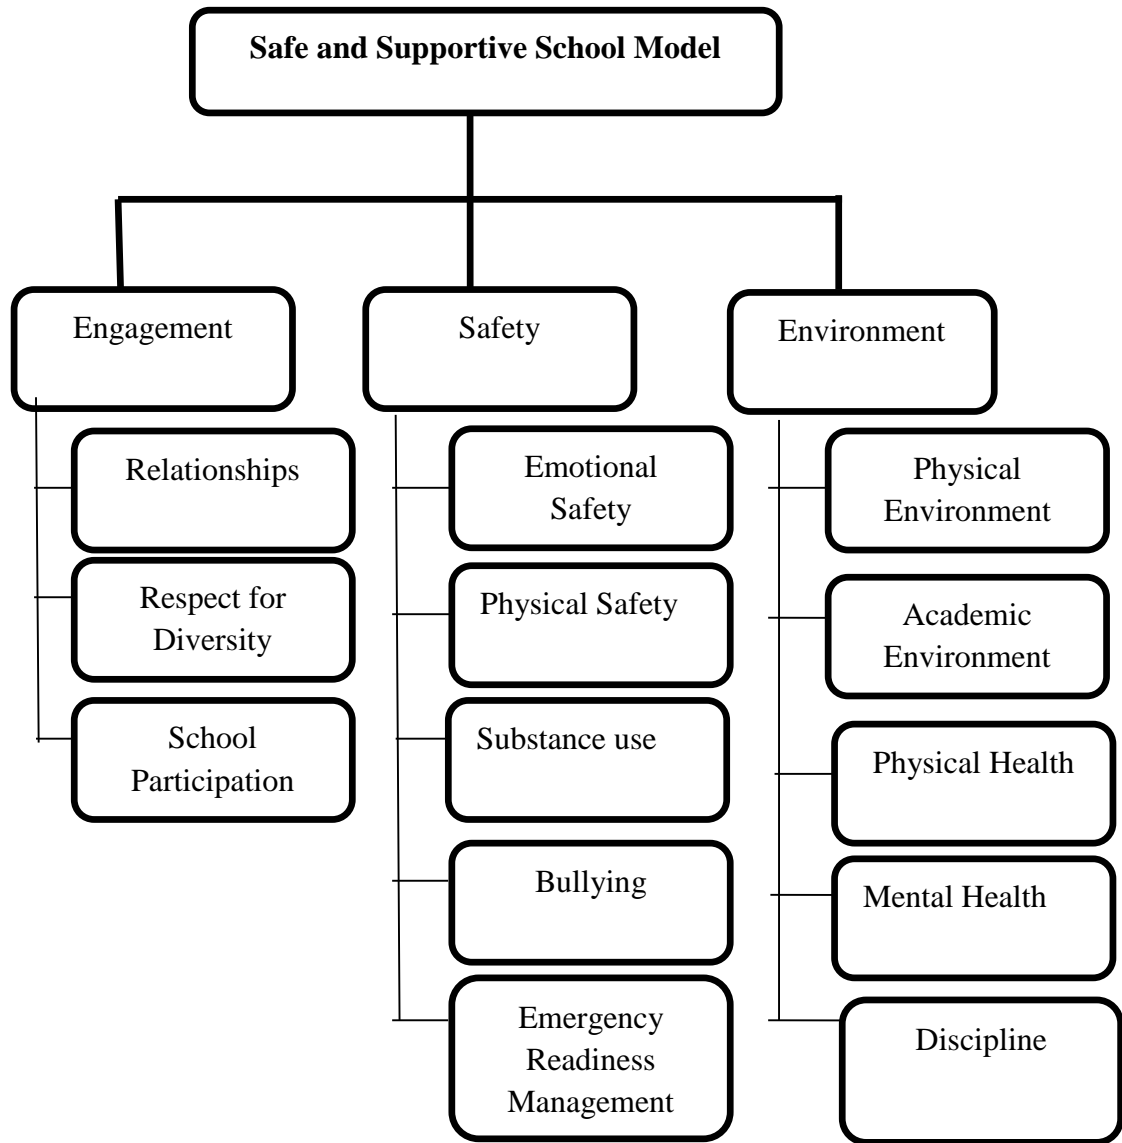 Safe and Supportive School Model
Engagement
Relationships
Respect for
Diversity
School
Participation
Safety
Emotional
Safety
Physical Safety
Substance use
Bullying
Emergency
Readiness
Management
Environment
Physical
Environment
Academic
Environment
Physical Health
Mental Health
Discipline